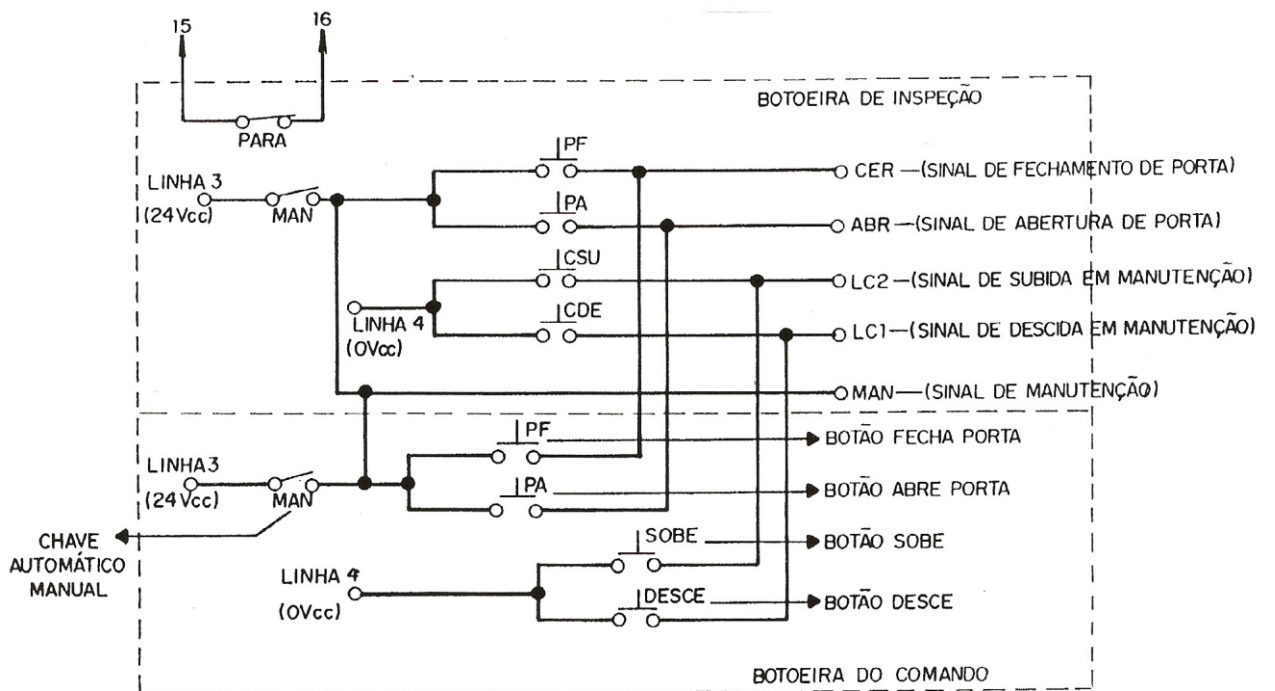 15
16
BOTOEIRA DE INSPEÇÃO
PARA
PF
CER—(SINAL DE FECHAMENTO DE PORTA)
LINHA 3
(24Vcc)
MAN
PA
ABR—(SINAL DE ABERTURA DE PORTA)
CSU
LC2—(SINAL DE SUBIDA EM MANUTENÇÃO)
LINHA 4
(0Vcc)
CDE
LC1—(SINAL DE DESCIDA EM MANUTENÇÃO)
MAN—(SINAL DE MANUTENÇÃO)
PF
BOTÃO FECHA PORTA
LINHA3
(24Vcc)
MAN
PA
BOTÃO ABRE PORTA
CHAVE
AUTOMÁTICO
MANUAL
SOBE
BOTÃO SOBE
LINHA 4
(0Vcc)
DESCE
BOTÃO DESCE
BOTOEIRA DO COMANDO